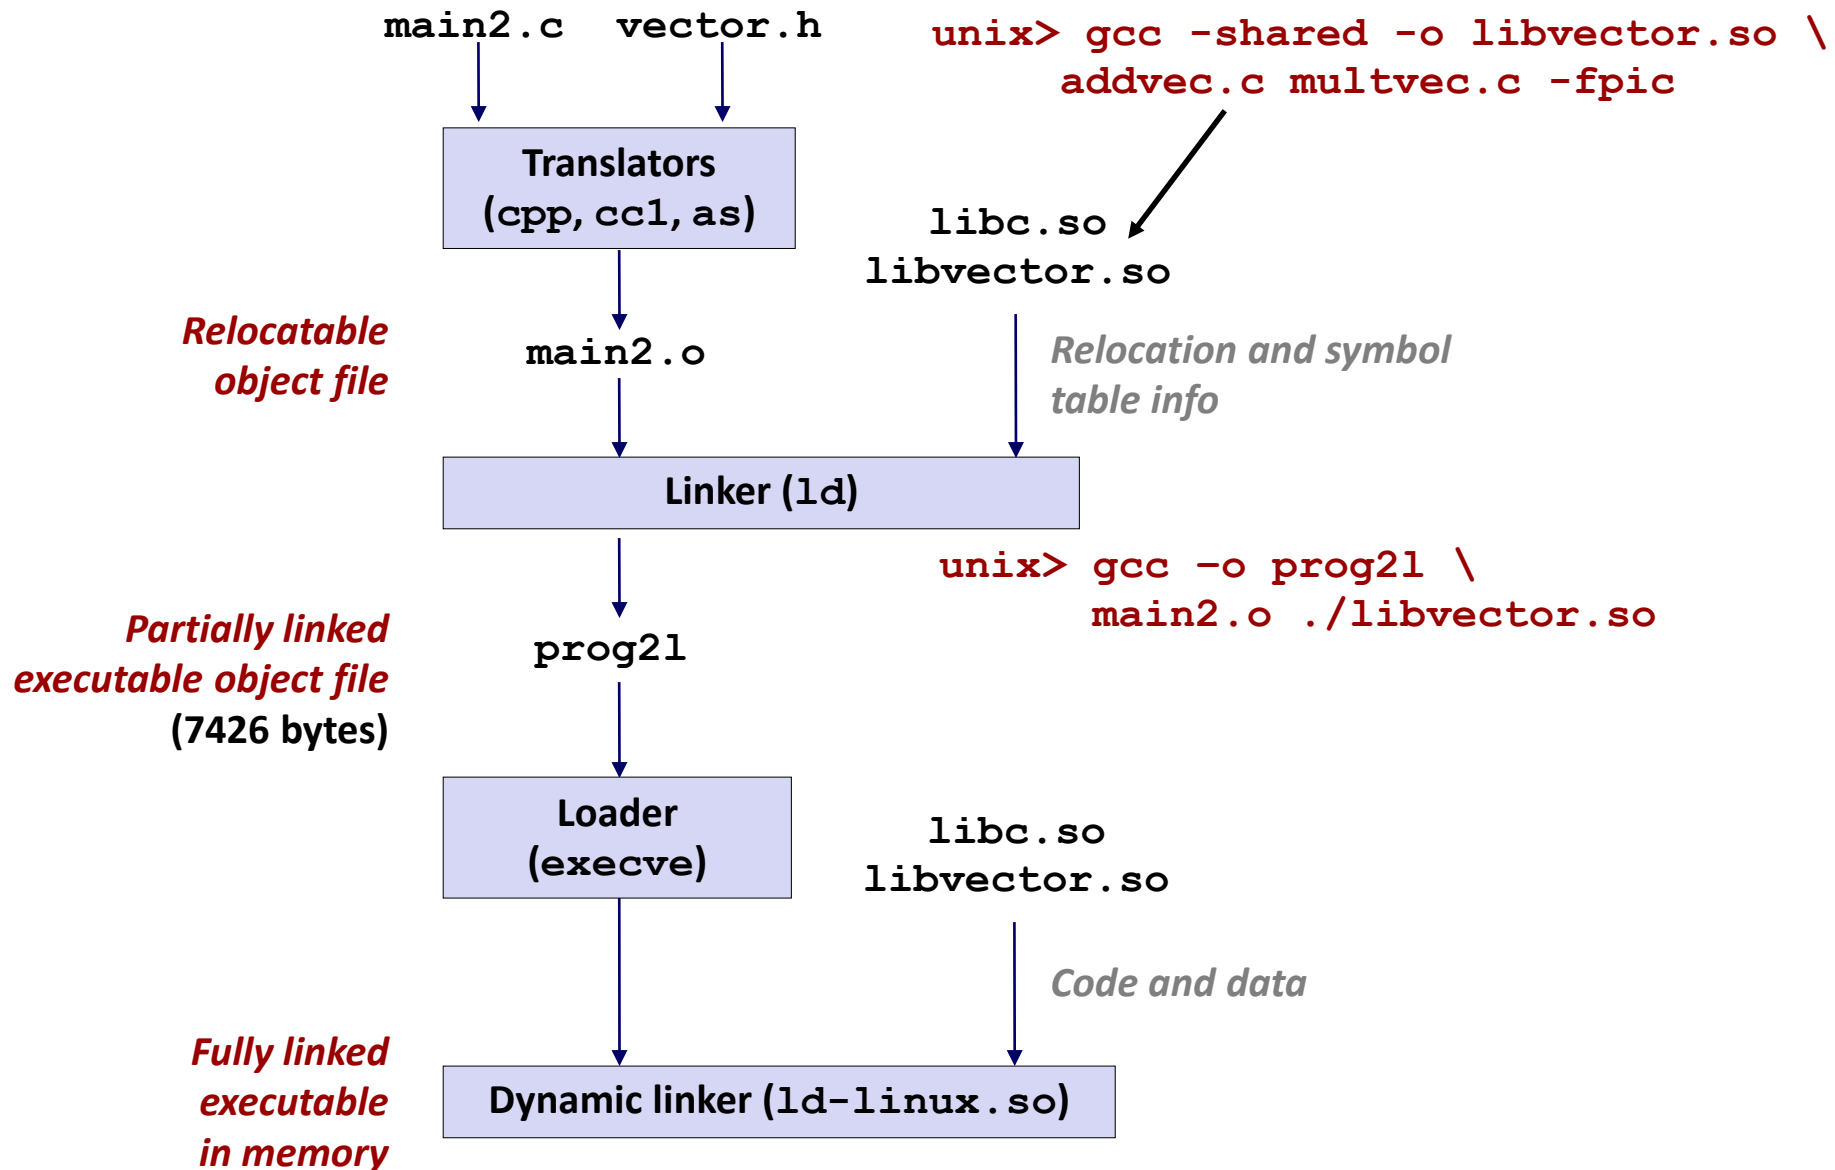 main2.c vector.h
unix> gcc -shared -o libvector.so \
addvec.c multvec.c -fpic
Translators
(cpp, cc1, as)
libc.so
libvector.so
Relocatable
object file
main2.o
Relocation and symbol
table info
Linker (ld)
unix> gcc –o prog2l \
main2.o ./libvector.so
Partially linked
executable object file
(7426 bytes)
prog2l
Loader
(execve)
libc.so
libvector.so
Code and data
Fully linked
executable
in memory
Dynamic linker (ld-linux.so)